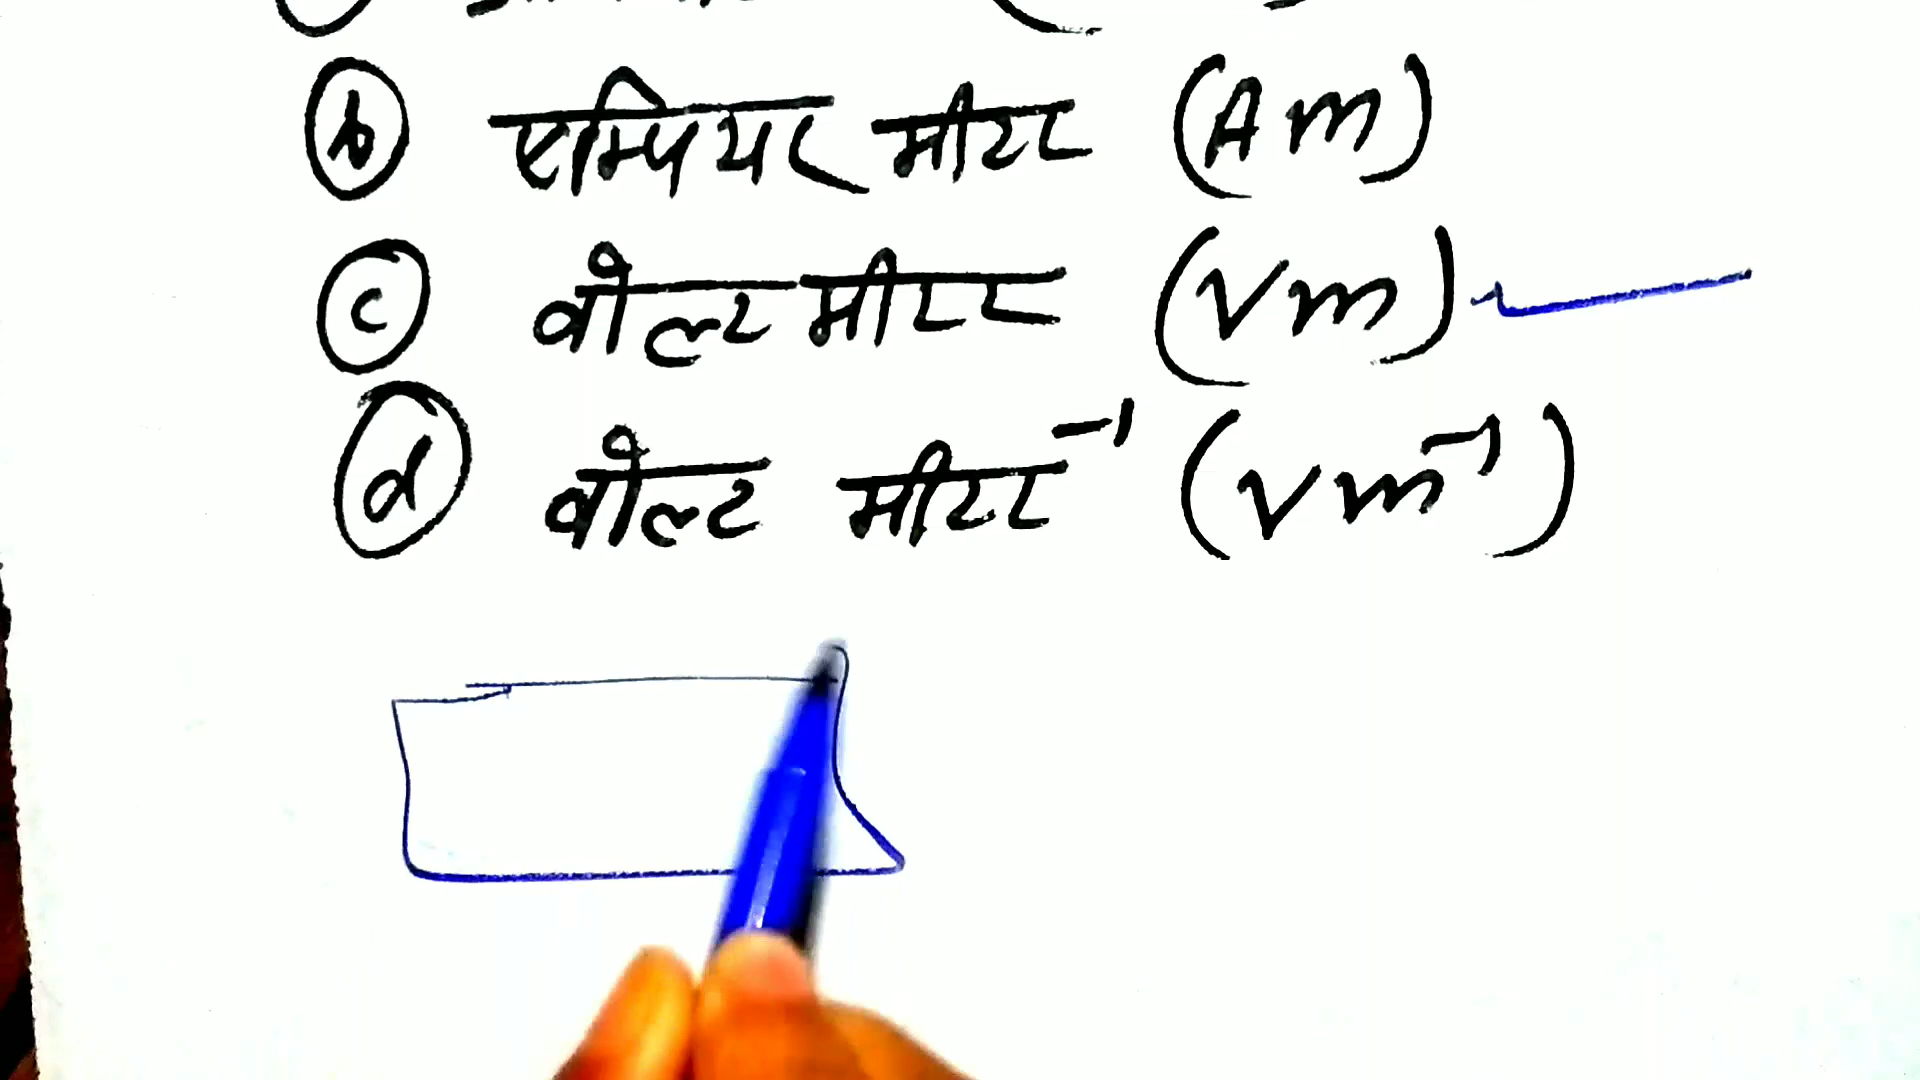 (b) एम्पियर मीटर (Am)
(c) वोल्ट मीटर (Vm)
(d) वोल्ट मीटर⁻¹ (Vm⁻¹)